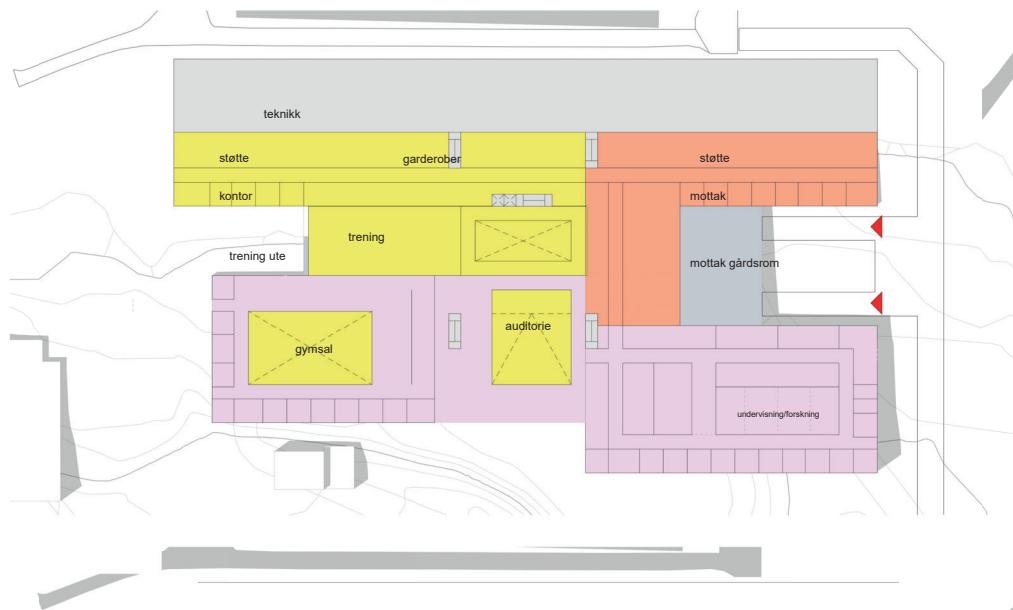 teknikk
støtte
garderober
støtte
kontor
mottak
trening
trening ute
mottak gårdsrom
auditorie
gymsal
undervisning/forskning